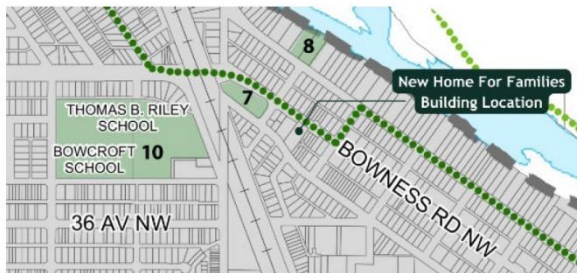 8
New Home For Families
Building Location
7
THOMAS B. RILEY
SCHOOL
BOWCROFT
SCHOOL
10
BOWNESS RD NW
36 AV NW